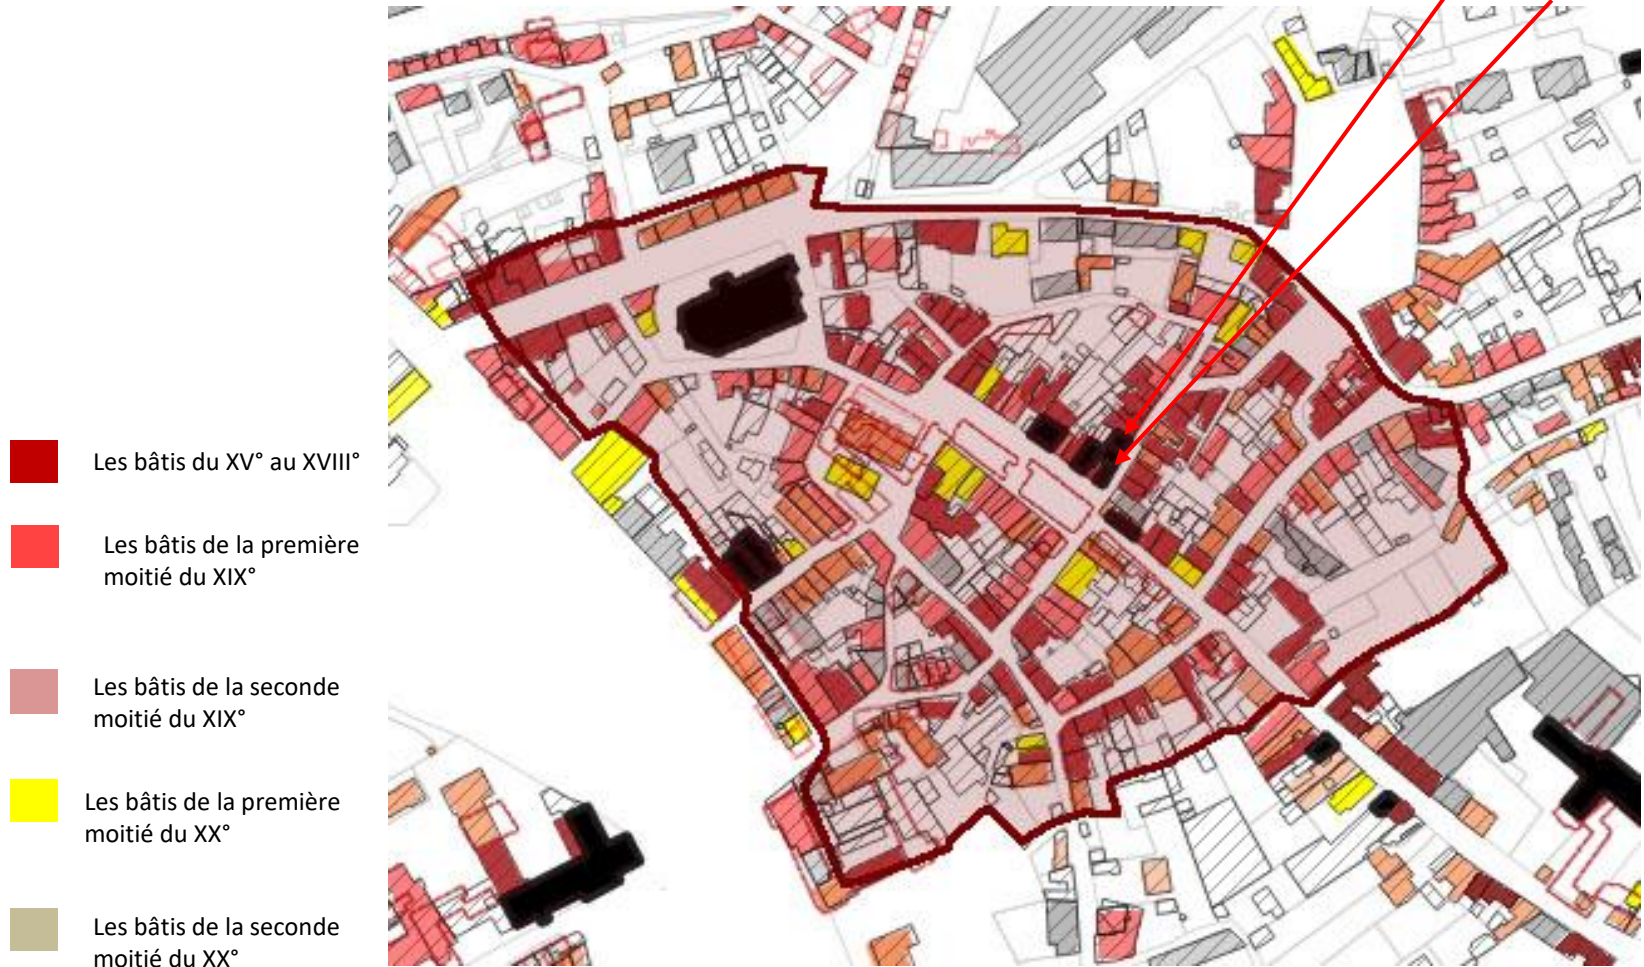 Les bâtis du XV° au XVIII°
Les bâtis de la première
moitié du XIX°
Les bâtis de la seconde
moitié du XIX°
Les bâtis de la première
moitié du XX°
Les bâtis de la seconde
moitié du XX°